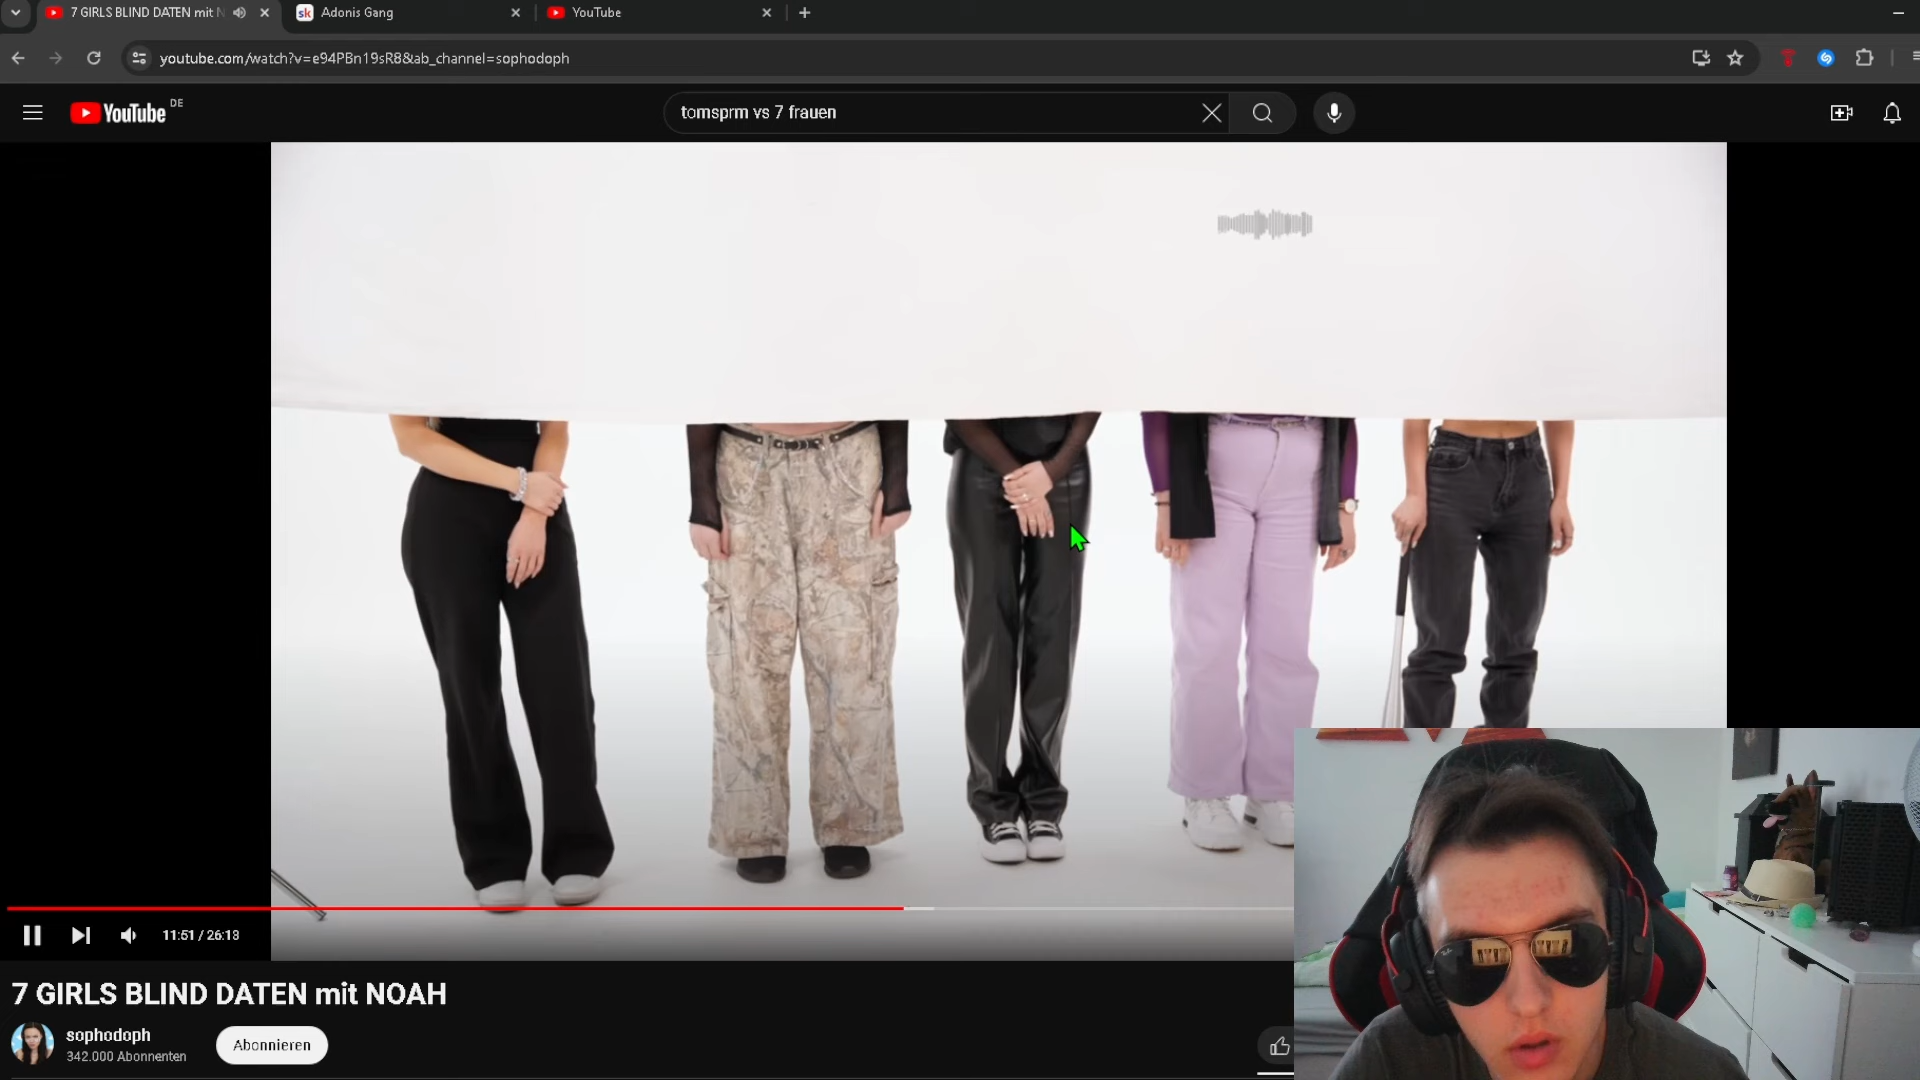 7 GIRLS BLIND DATEN mit N
Adonis Gang
YouTube
youtube.com/watch?v=e94PBn19sR8&ab_channel=sophodoph
YouTube DE
tomsprm vs 7 frauen
11:51 / 26:13
7 GIRLS BLIND DATEN mit NOAH
sophodoph
342.000 Abonnenten
Abonnieren